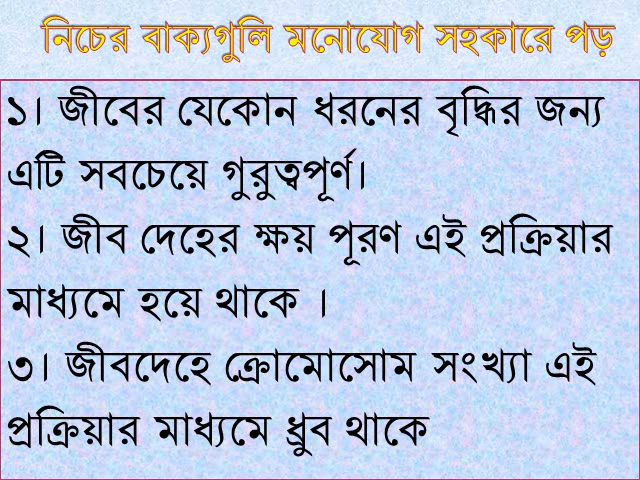 নিচের বাক্যগুলি মনোযোগ সহকারে পড়
১। জীবের যেকোন ধরনের বৃদ্ধির জন্য
এটি সবচেয়ে গুরুত্বপূর্ণ।
২। জীব দেহের ক্ষয় পূরণ এই প্রক্রিয়ার
মাধ্যমে হয়ে থাকে ।
৩। জীবদেহে ক্রোমোসোম সংখ্যা এই
প্রক্রিয়ার মাধ্যমে ধ্রুব থাকে